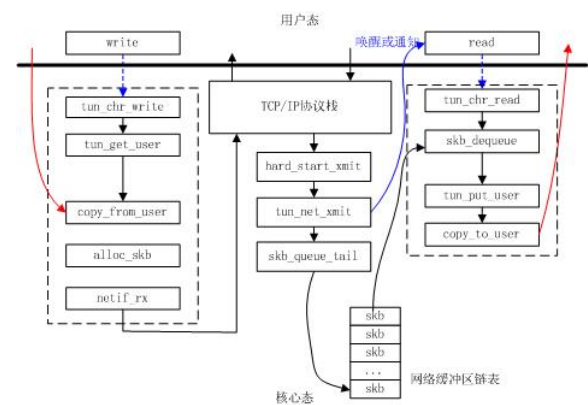 用户态
write
唤醒或通知
read
tun_chr_write
tun_get_user
copy_from_user
alloc_skb
netif_rx
TCP/IP协议栈
hard_start_xmit
tun_net_xmit
skb_queue_tail
tun_chr_read
skb_dequeue
tun_put_user
copy_to_user
skb
skb
skb
...
skb
网络缓冲区链表
核心态